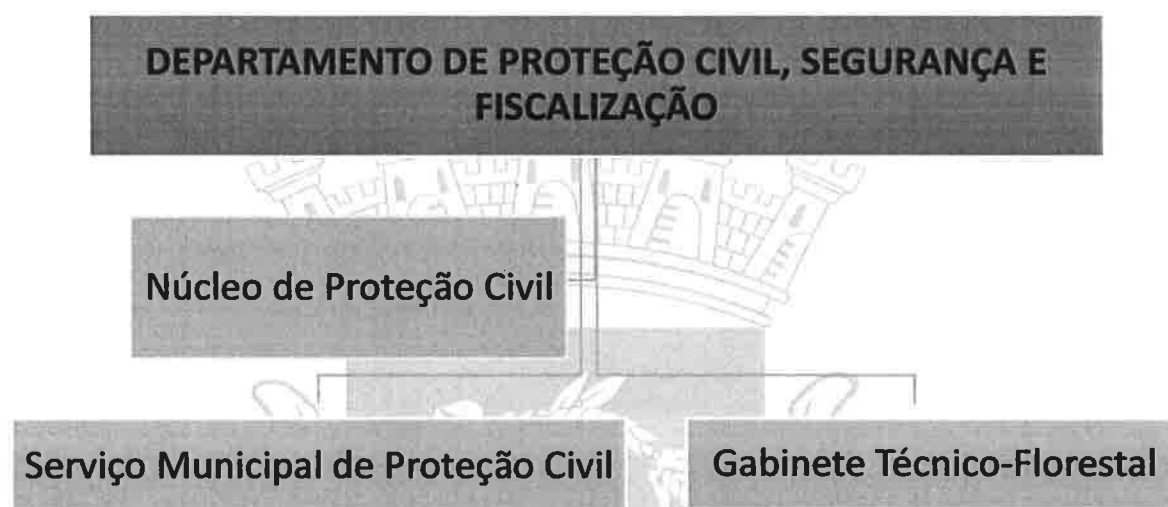 DEPARTAMENTO DE PROTEÇÃO CIVIL, SEGURANÇA E
FISCALIZAÇÃO
Núcleo de Proteção Civil
Serviço Municipal de Proteção Civil
Gabinete Técnico-Florestal